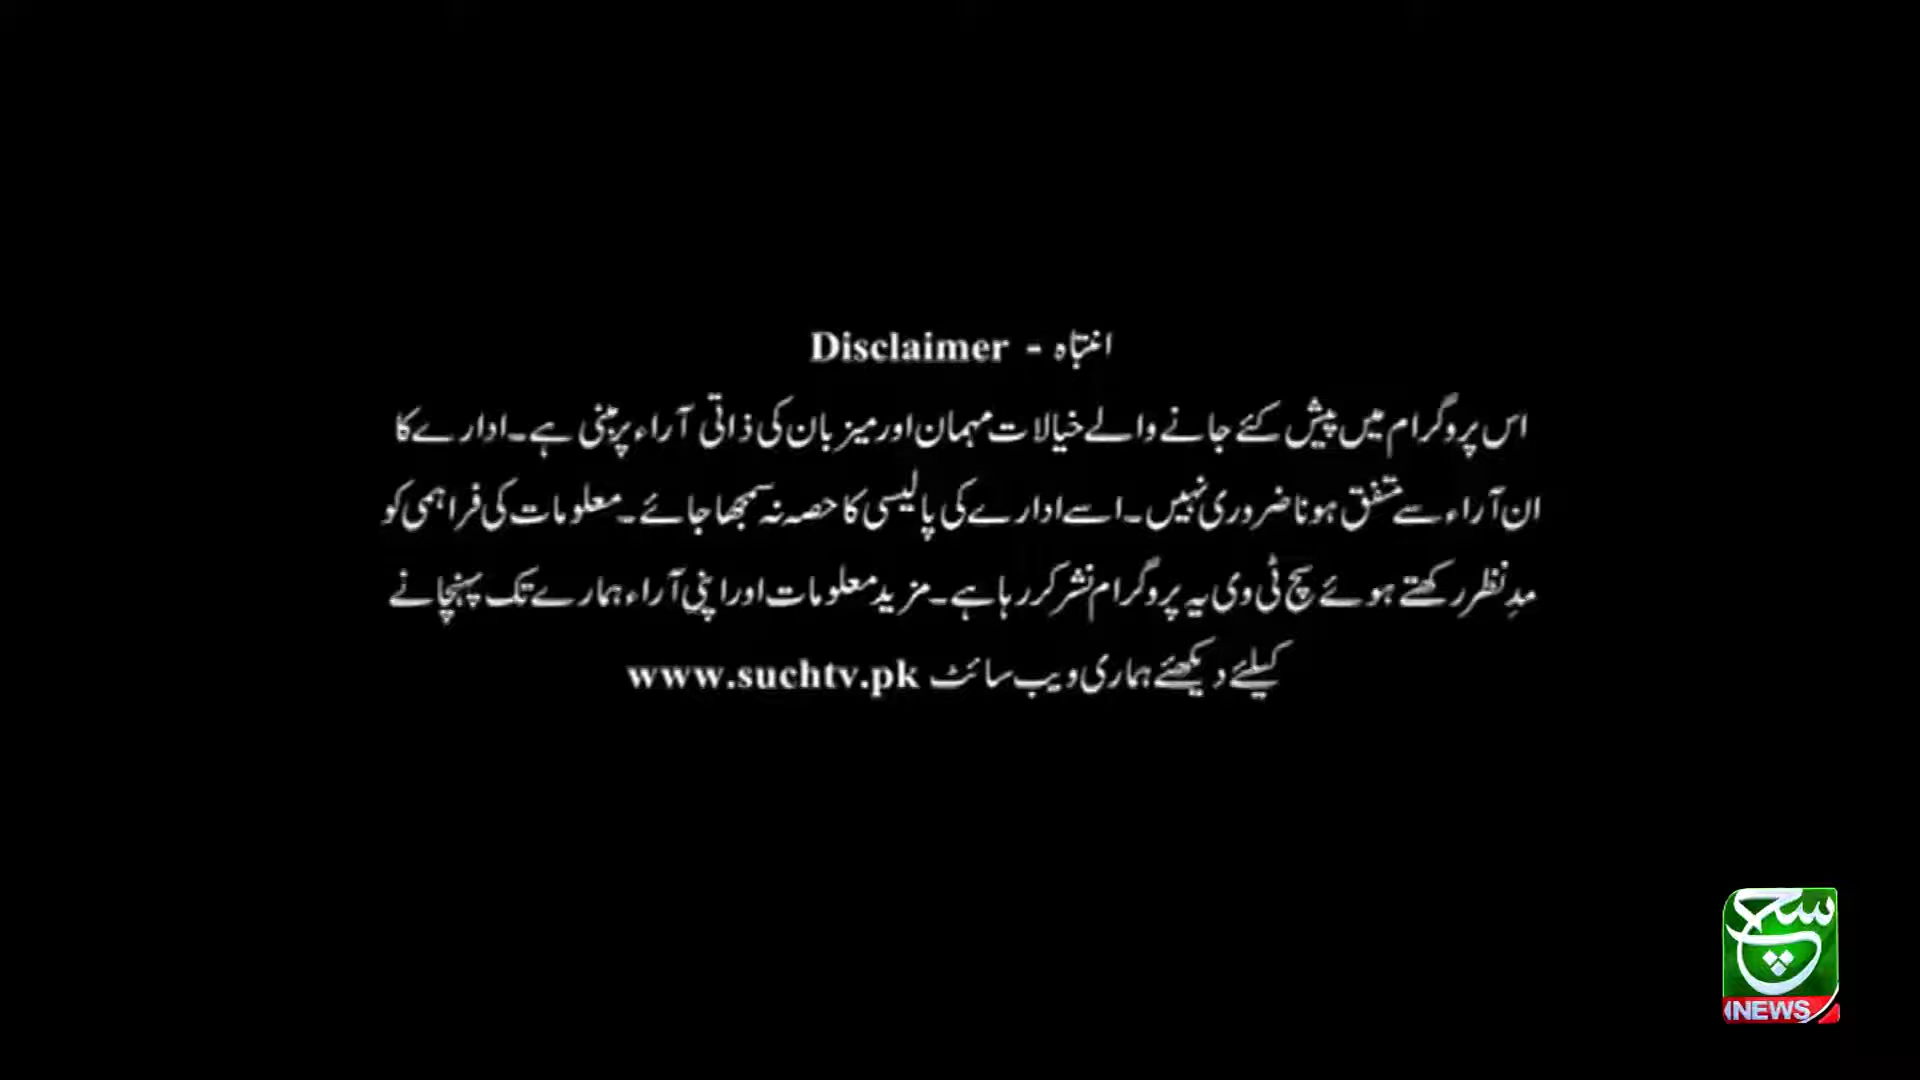 انتباہ - Disclaimer
اس پروگرام میں پیش کئے جانے والے خیالات مہمان اور میزبان کی ذاتی آراء پر مبنی ہے۔ ادارے کا
ان آراء سے متفق ہونا ضروری نہیں۔ اسے ادارے کی پالیسی کا حصہ نہ سمجھا جائے۔ معلومات کی فراہمی کو
مدِنظر رکھتے ہوئے سچ ٹی وی یہ پروگرام نشر کر رہا ہے۔ مزید معلومات اور اپنی آراء ہمارے تک پہنچانے
کیلئے دیکھئے ہماری ویب سائٹ www.suchtv.pk
سچ
NEWS